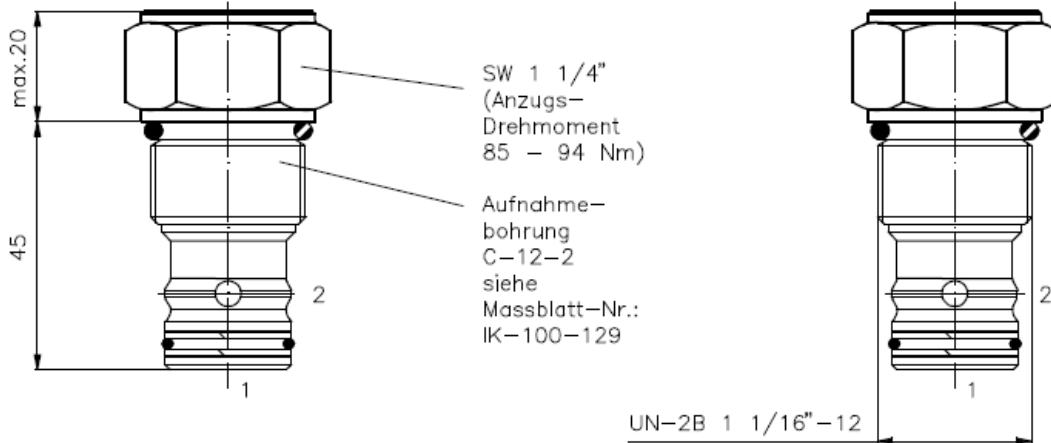 max.20
45
SW 1 1/4"
(Anzugs-
Drehmoment
85 - 94 Nm)
Aufnahme-
bohrung
C-12-2
siehe
Massblatt-Nr.:
IK-100-129
2
1
2
1
UN-2B 1 1/16"-12